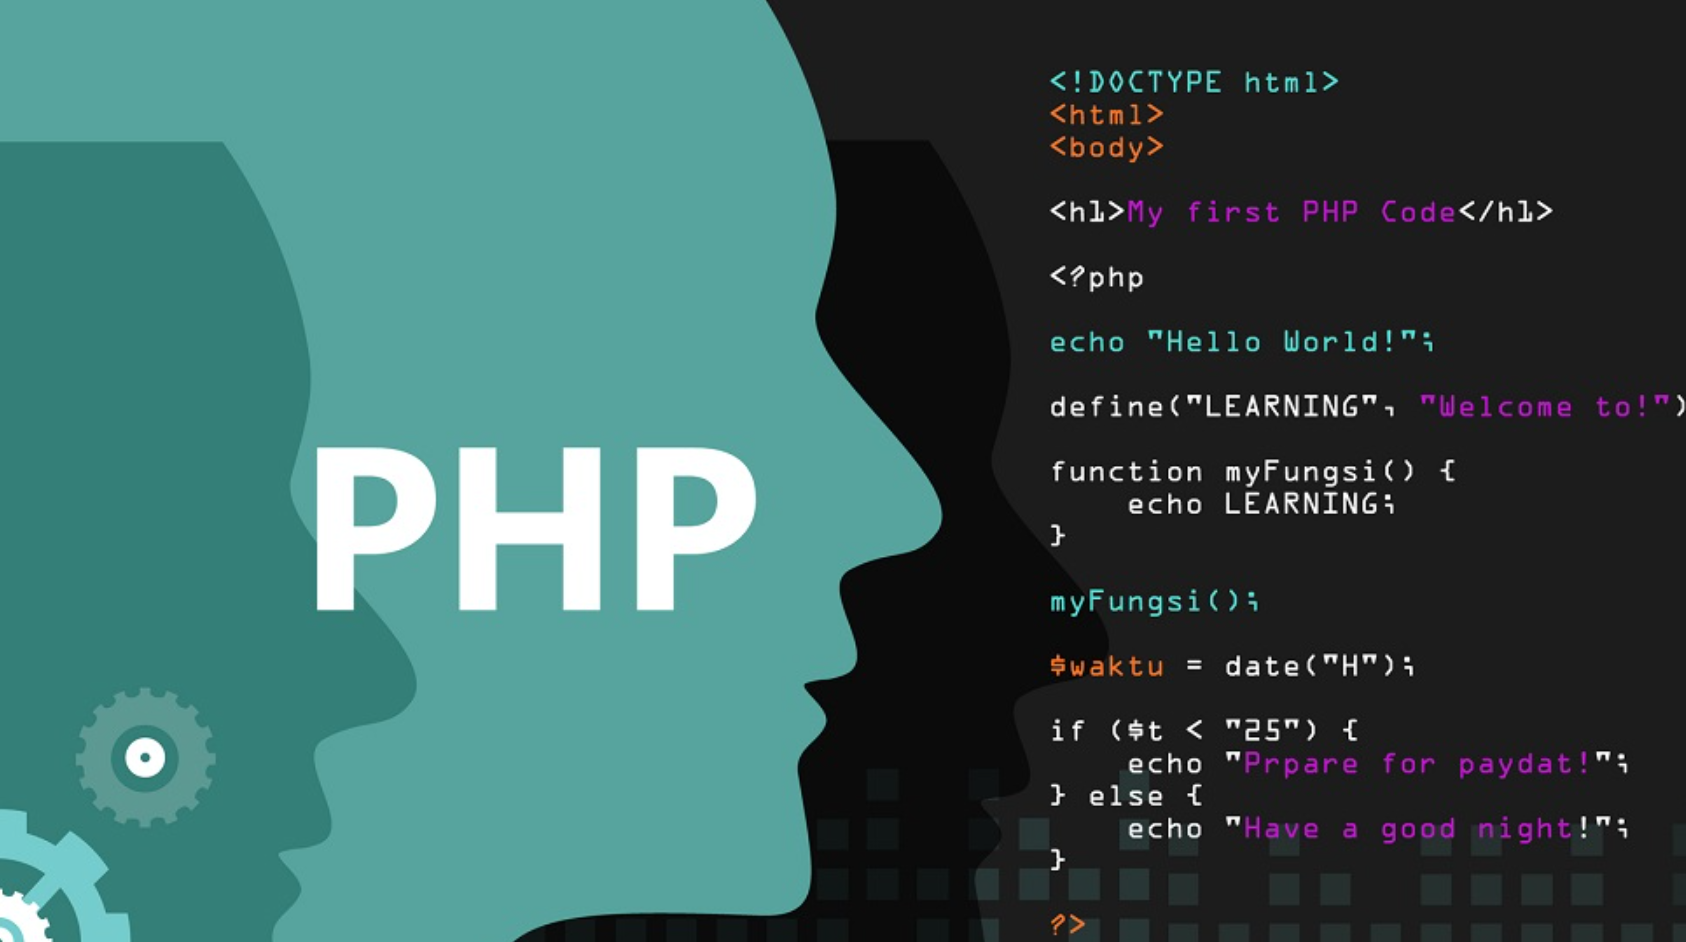 PHP
<!DOCTYPE html>
<html>
<body>
<h1>My first PHP Code</h1>
<?php
echo "Hello World!";
define("LEARNING", "Welcome to!")
function myFungsi() {
echo LEARNING;
}
myFungsi();
$waktu = date("H");
if ($t < "25") {
echo "Prpare for paydat!";
} else {
echo "Have a good night!";
}
?>